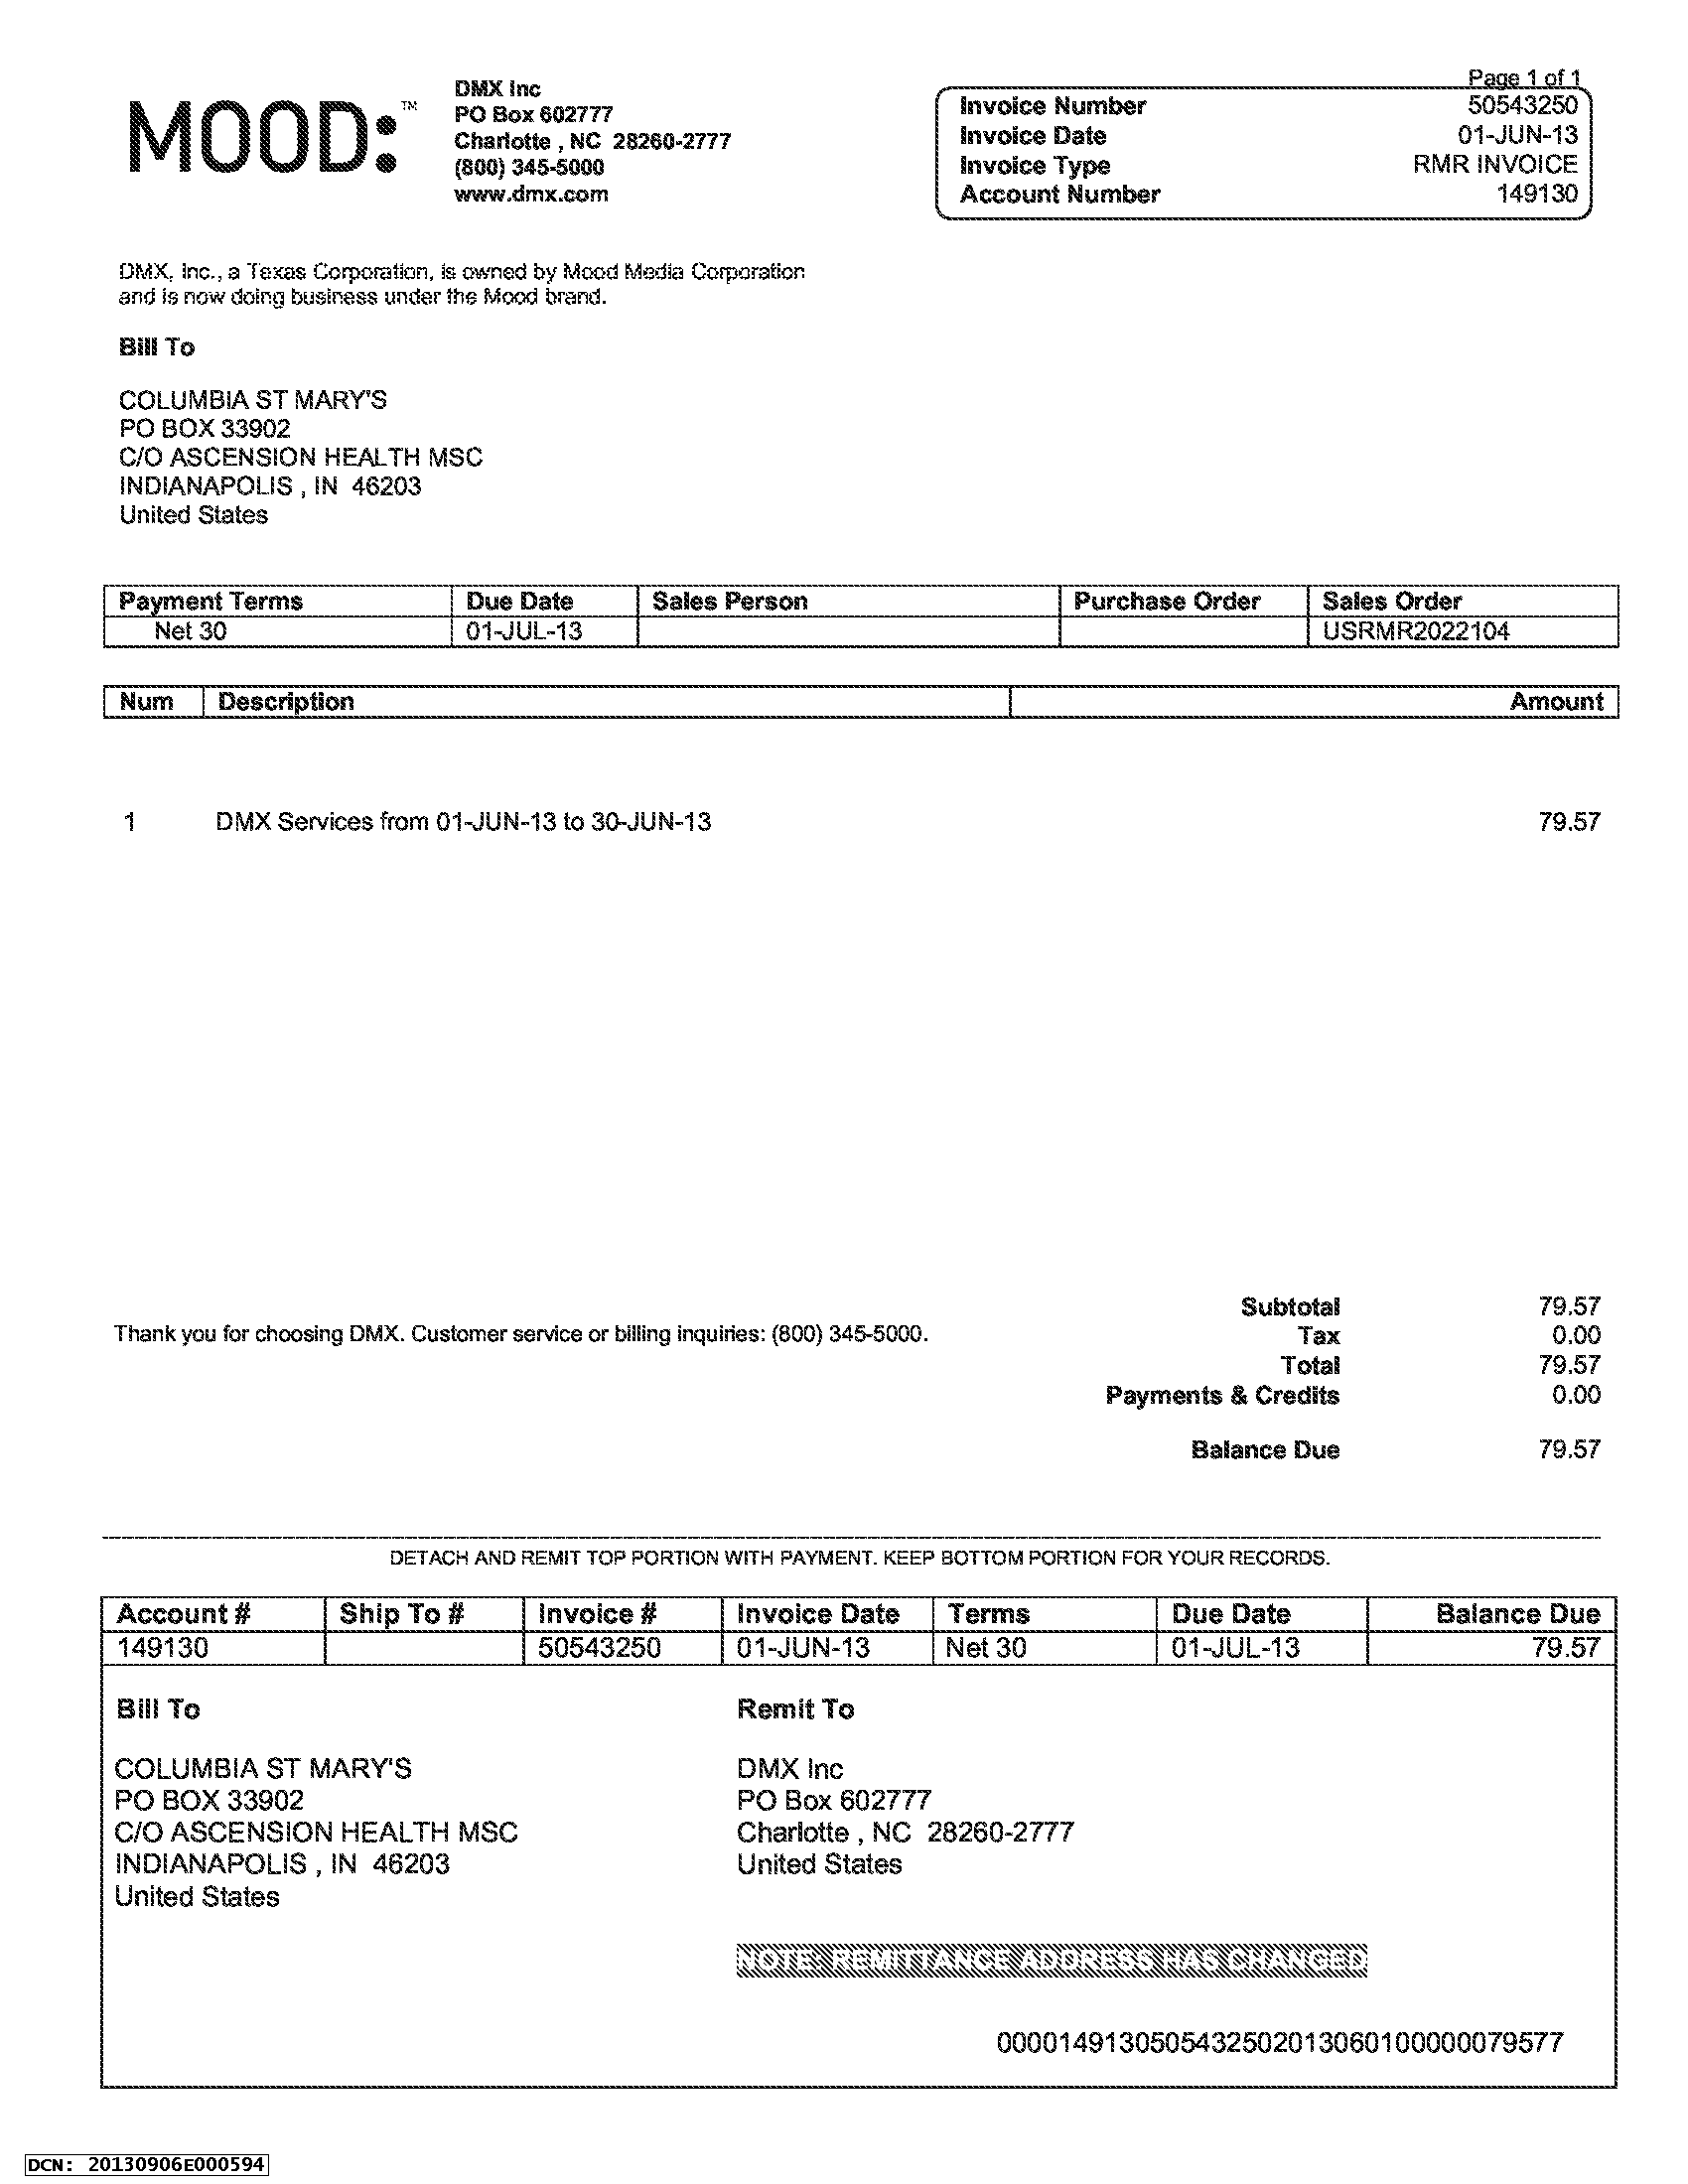 Page 1 of 1
MOOD:™
DMX Inc
PO Box 602777
Charlotte , NC 28260-2777
(800) 345-5000
www.dmx.com
Invoice Number 50543250
Invoice Date 01-JUN-13
Invoice Type RMR INVOICE
Account Number 149130
DMX, Inc., a Texas Corporation, is owned by Mood Media Corporation
and is now doing business under the Mood brand.
Bill To
COLUMBIA ST MARY'S
PO BOX 33902
C/O ASCENSION HEALTH MSC
INDIANAPOLIS , IN 46203
United States
Payment Terms Due Date Sales Person Purchase Order Sales Order
Net 30 01-JUL-13 USRMR2022104
Num Description Amount
1 DMX Services from 01-JUN-13 to 30-JUN-13 79.57
Subtotal 79.57
Thank you for choosing DMX. Customer service or billing inquiries: (800) 345-5000.
Tax 0.00
Total 79.57
Payments & Credits 0.00
Balance Due 79.57
DETACH AND REMIT TOP PORTION WITH PAYMENT. KEEP BOTTOM PORTION FOR YOUR RECORDS.
Account # Ship To # Invoice # Invoice Date Terms Due Date Balance Due
149130 50543250 01-JUN-13 Net 30 01-JUL-13 79.57
Bill To Remit To
COLUMBIA ST MARY'S DMX Inc
PO BOX 33902 PO Box 602777
C/O ASCENSION HEALTH MSC Charlotte , NC 28260-2777
INDIANAPOLIS , IN 46203 United States
United States
NOTE: REMITTANCE ADDRESS HAS CHANGED
000014913050543250201306010000007 9577
DCN: 20130906E000594